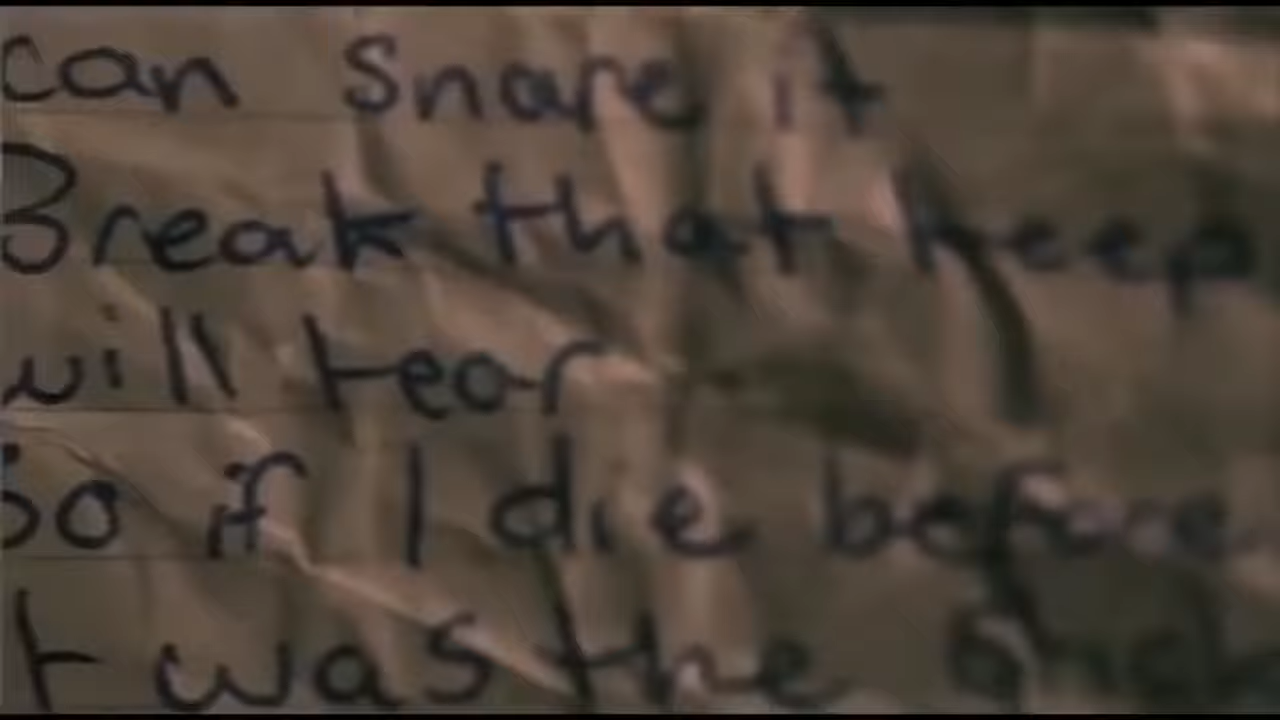 can snare it
Break that keep
will tear
So if I die before
t was the